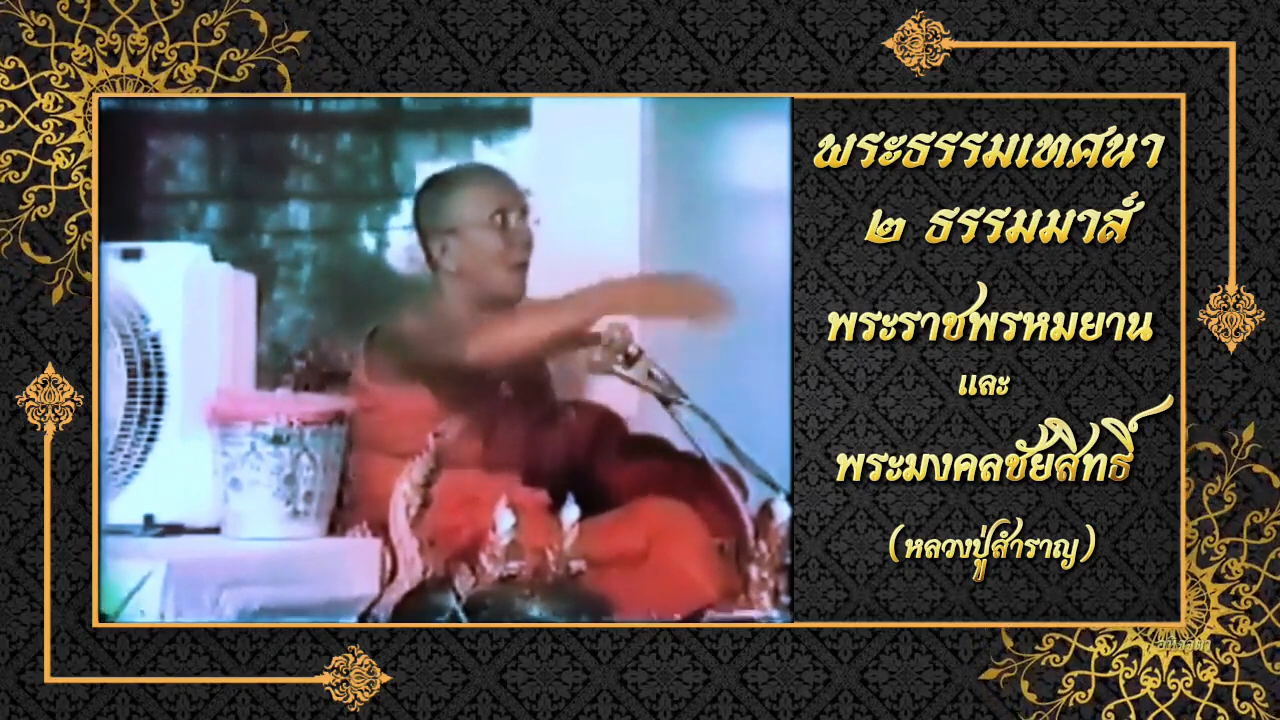 พระธรรมเทศนา
๒ ธรรมมาส์
พระราชพรหมยาน
และ
พระมงคลชัยสิทธิ์
(หลวงปู่สำราญ)